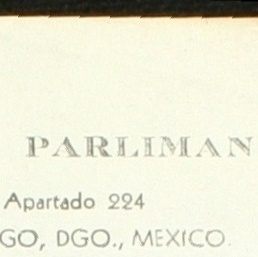 PARLIMAN
Apartado 224
GO, DGO., MEXICO.